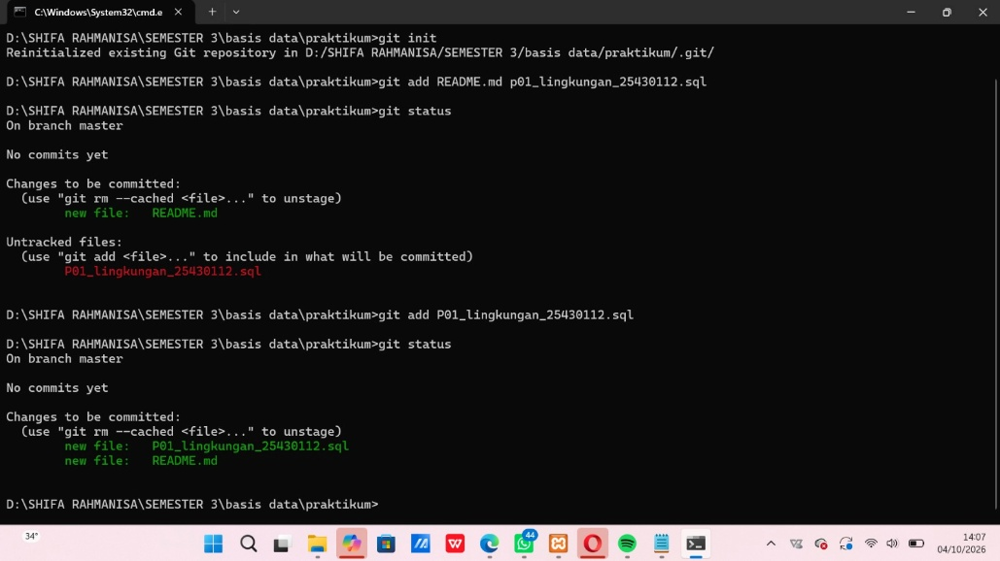 C:\Windows\System32\cmd.e
D:\SHIFA RAHMANISA\SEMESTER 3\basis data\praktikum>git init
Reinitialized existing Git repository in D:/SHIFA RAHMANISA/SEMESTER 3/basis data/praktikum/.git/
D:\SHIFA RAHMANISA\SEMESTER 3\basis data\praktikum>git add README.md p01_lingkungan_25430112.sql
D:\SHIFA RAHMANISA\SEMESTER 3\basis data\praktikum>git status
On branch master
No commits yet
Changes to be committed:
(use "git rm --cached <file>..." to unstage)
new file: README.md
Untracked files:
(use "git add <file>..." to include in what will be committed)
P01_lingkungan_25430112.sql
D:\SHIFA RAHMANISA\SEMESTER 3\basis data\praktikum>git add P01_lingkungan_25430112.sql
D:\SHIFA RAHMANISA\SEMESTER 3\basis data\praktikum>git status
On branch master
No commits yet
Changes to be committed:
(use "git rm --cached <file>..." to unstage)
new file: P01_lingkungan_25430112.sql
new file: README.md
D:\SHIFA RAHMANISA\SEMESTER 3\basis data\praktikum>
34°
44
14:07
04/10/2026